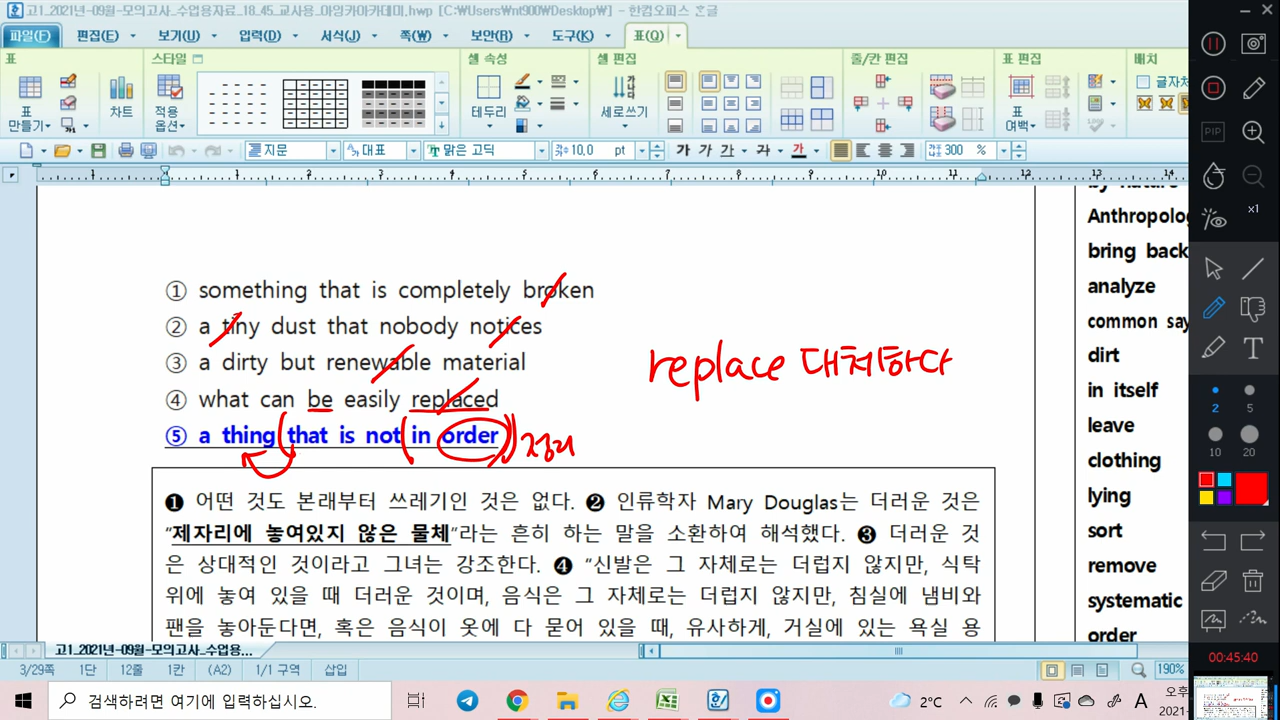 고1_2021년-09월-모의고사_수업용자료_18_45_교사용_아잉카아카데미.hwp [C:\Users\nt900\Desktop\] - 한컴오피스 한글
파일(F) 편집(E) 보기(U) 입력(D) 서식(J) 쪽(W) 보안(R) 도구(K) 표(Q)
표 스타일 셀 속성 셀 편집 줄/칸 편집 표 편집 배치
표 만들기 차트 적용 옵션 테두리 세로쓰기 표 여백 글자처
지문 대표 맑은 고딕 10.0 pt 가 가 가 가 가 300 %
① something that is completely broken
② a tiny dust that nobody notices
③ a dirty but renewable material
④ what can be easily replaced
⑤ a thing that is not in order
replace 대처하다
정리
❶ 어떤 것도 본래부터 쓰레기인 것은 없다. ❷ 인류학자 Mary Douglas는 더러운 것은
“제자리에 놓여있지 않은 물체”라는 흔히 하는 말을 소환하여 해석했다. ❸ 더러운 것
은 상대적인 것이라고 그녀는 강조한다. ❹ “신발은 그 자체로는 더럽지 않지만, 식탁
위에 놓여 있을 때 더러운 것이며, 음식은 그 자체로는 더럽지 않지만, 침실에 냄비와
팬을 놓아둔다면, 혹은 음식이 옷에 다 묻어 있을 때, 유사하게, 거실에 있는 욕실 용
by nature
Anthropolo
bring back
analyze
common say
dirt
in itself
leave
clothing
lying
sort
remove
systematic
order
PIP
x1
T
2 5
10 20
00:45:40
고1_2021년-09월-모의고사_수업용...
3/29쪽 1단 12줄 1칸 (A2) 1/1 구역 삽입 190%
검색하려면 여기에 입력하십시오. 2°C A 오후
2021-